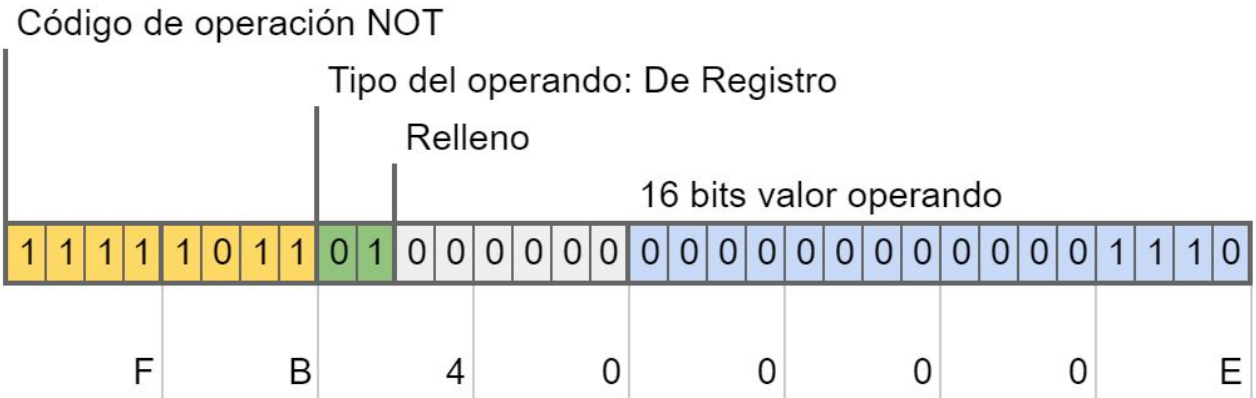 Código de operación NOT
Tipo del operando: De Registro
Relleno
16 bits valor operando
1 1 1 1 1 0 1 1 0 1 0 0 0 0 0 0 0 0 0 0 0 0 0 0 0 0 0 0 1 1 1 0
F B 4 0 0 0 0 E